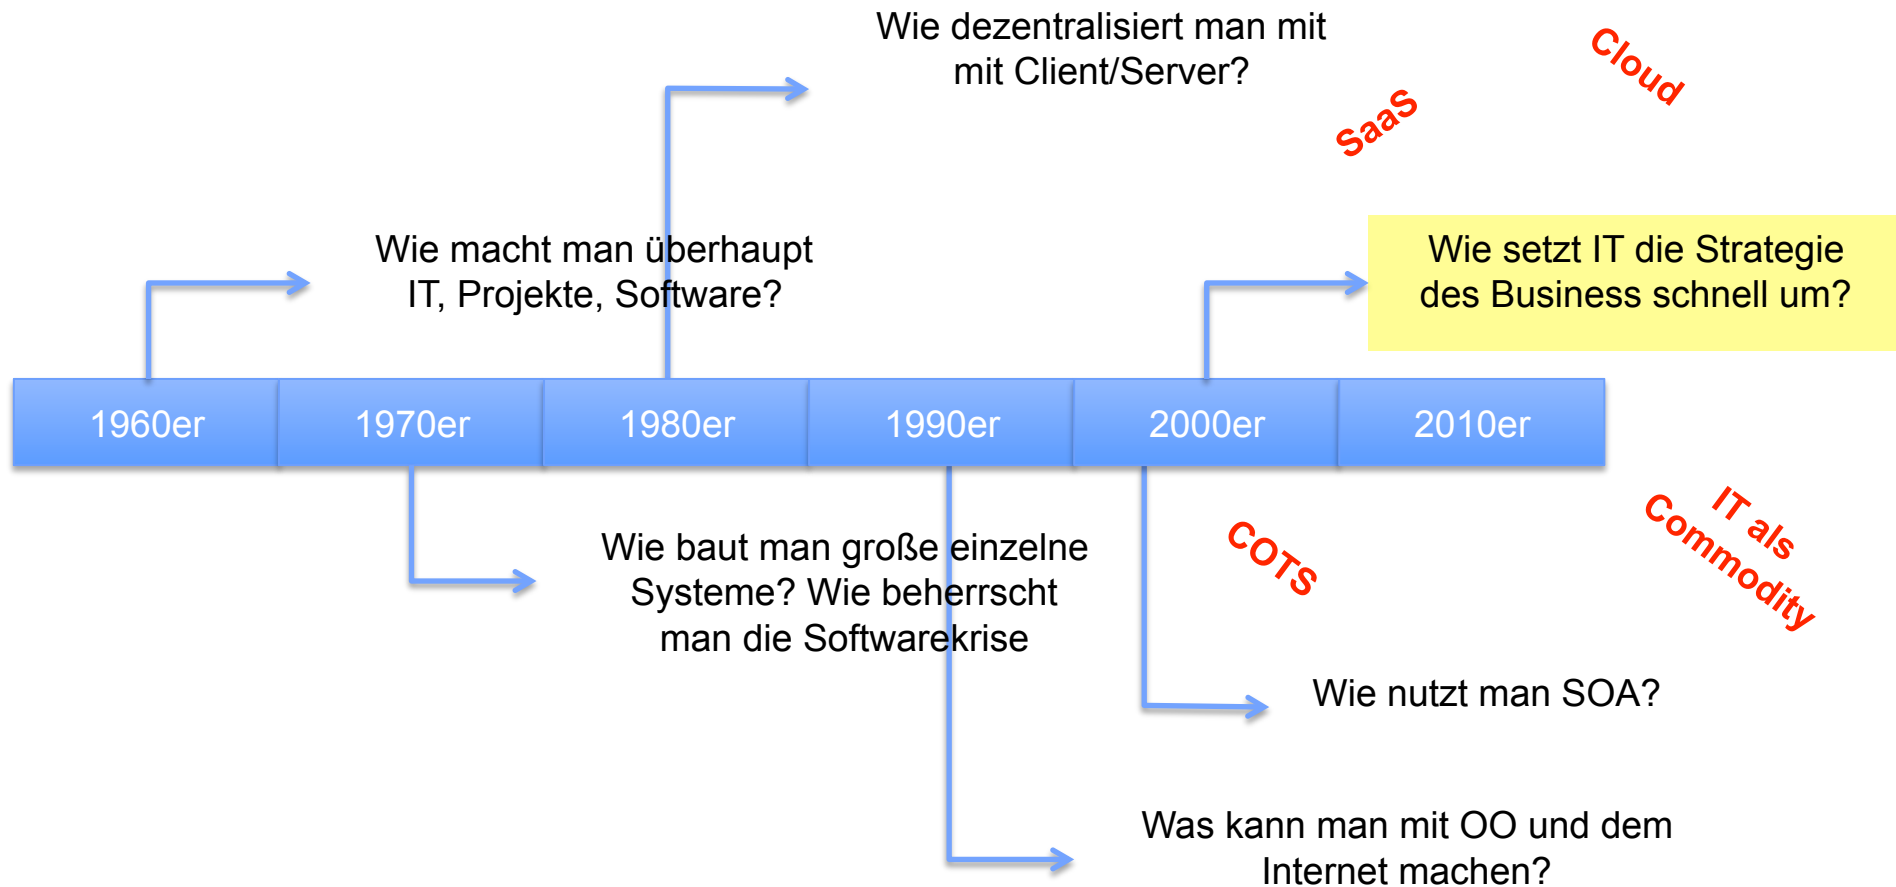 Wie dezentralisiert man mit
mit Client/Server?
Cloud
SaaS
Wie macht man überhaupt
IT, Projekte, Software?
Wie setzt IT die Strategie
des Business schnell um?
1960er
1970er
1980er
1990er
2000er
2010er
Wie baut man große einzelne
Systeme? Wie beherrscht
man die Softwarekrise
COTS
IT als
Commodity
Wie nutzt man SOA?
Was kann man mit OO und dem
Internet machen?